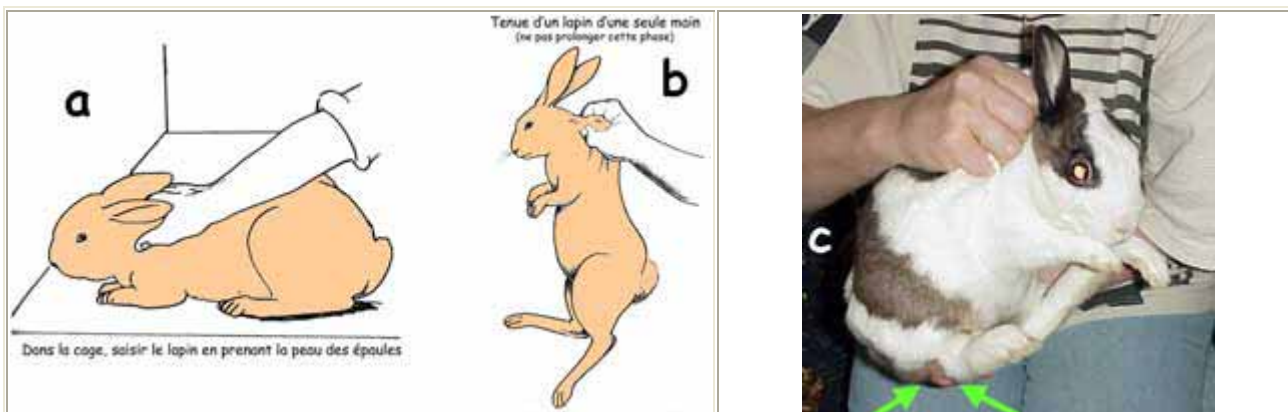 a
Dans la cage, saisir le lapin en prenant la peau des épaules
Tenue d'un lapin d'une seule main
(ne pas prolonger cette phase)
b
c